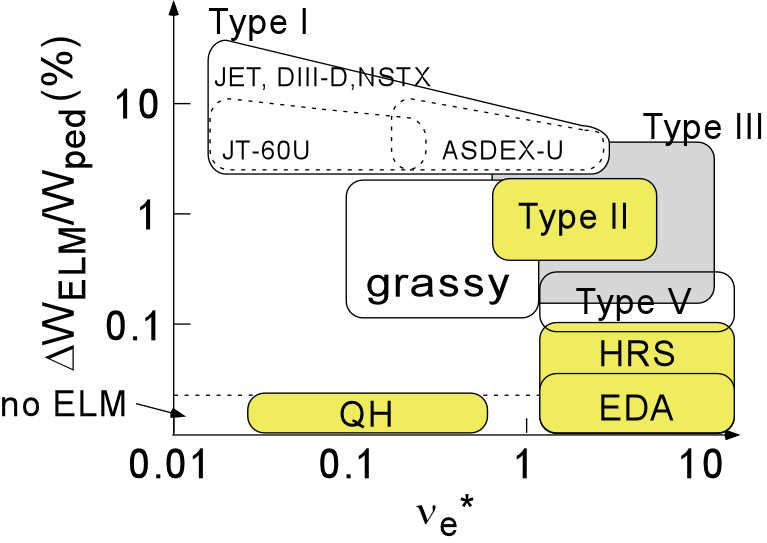 Type I
ΔW_ELM/W_ped(%)
10
JET, DIII-D,NSTX
Type III
JT-60U
ASDEX-U
1
Type II
grassy
Type V
0.1
HRS
no ELM
QH
EDA
0.01
0.1
1
10
ν_e*